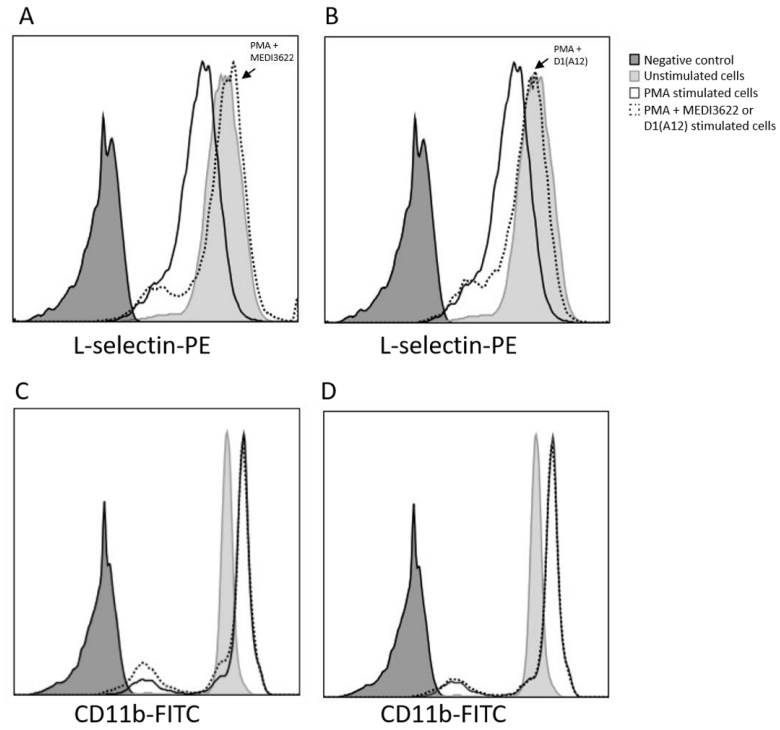 A
B
PMA +
MEDI3622
PMA +
D1(A12)
Negative control
Unstimulated cells
PMA stimulated cells
PMA + MEDI3622 or
D1(A12) stimulated cells
L-selectin-PE
L-selectin-PE
C
D
CD11b-FITC
CD11b-FITC